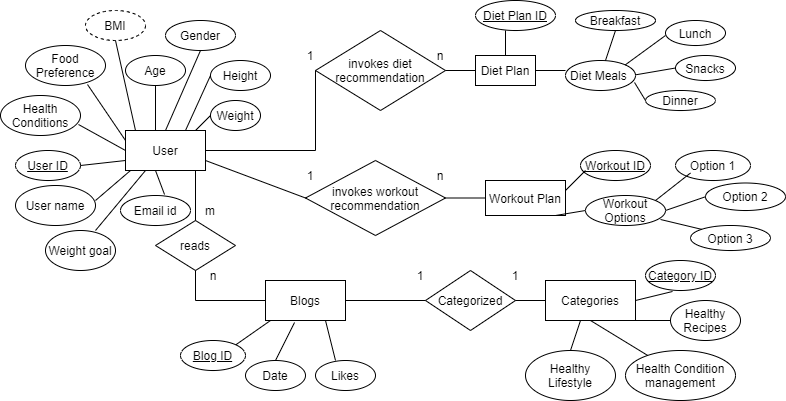 BMI
Gender
Diet Plan ID
Breakfast
Lunch
Food
Preference
Age
Height
1
invokes diet
recommendation
n
Diet Plan
Diet Meals
Snacks
Dinner
Health
Conditions
Weight
User
User ID
User name
Email id
Weight goal
1
invokes workout
recommendation
n
Workout Plan
Workout ID
Workout
Options
Option 1
Option 2
Option 3
m
reads
n
Blogs
1
Categorized
1
Categories
Category ID
Healthy
Recipes
Blog ID
Date
Likes
Healthy
Lifestyle
Health Condition
management